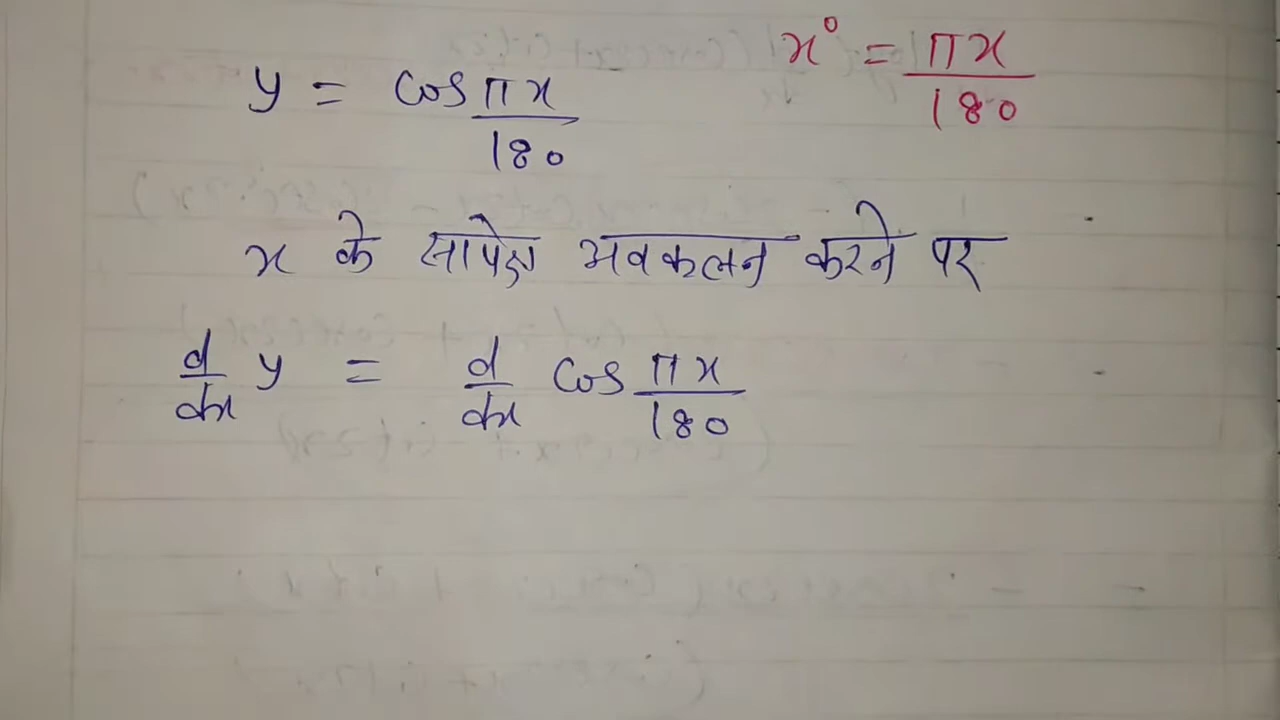 x° = πx/180
y = cos πx/180
x के सापेक्ष अवकलन करने पर
d/dx y = d/dx cos πx/180